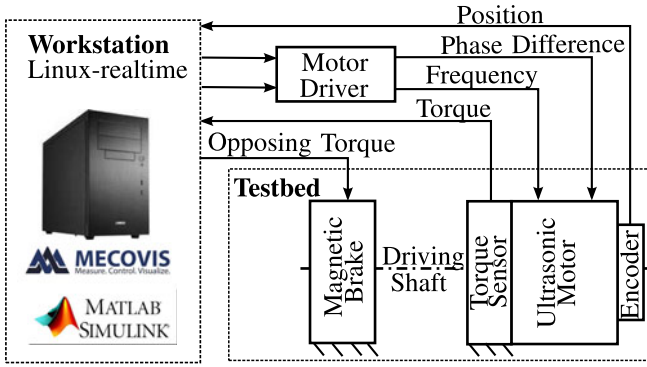 Position
Workstation
Linux-realtime
Motor
Driver
Phase Difference
Frequency
Torque
Opposing Torque
Testbed
Magnetic
Brake
Driving
Shaft
Torque
Sensor
Ultrasonic
Motor
Encoder
MECOVIS
Measure. Control. Visualize.
MATLAB
SIMULINK